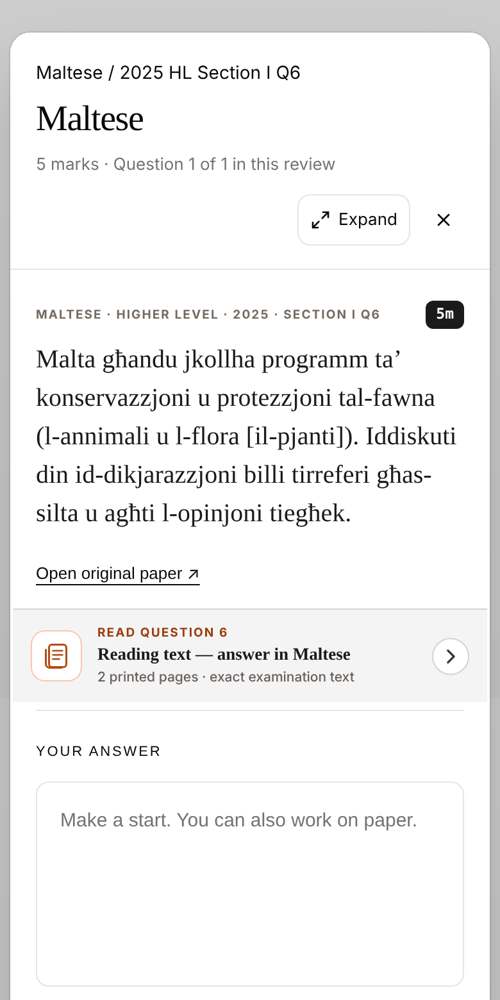 Maltese / 2025 HL Section I Q6
Maltese
5 marks · Question 1 of 1 in this review
Expand
MALTESE · HIGHER LEVEL · 2025 · SECTION I Q6
5m
Malta għandu jkollha programm ta’
konservazzjoni u protezzjoni tal-fawna
(l-annimali u l-flora [il-pjanti]). Iddiskuti
din id-dikjarazzjoni billi tirreferi għas-
silta u agħti l-opinjoni tiegħek.
Open original paper ↗
READ QUESTION 6
Reading text — answer in Maltese
2 printed pages · exact examination text
YOUR ANSWER
Make a start. You can also work on paper.